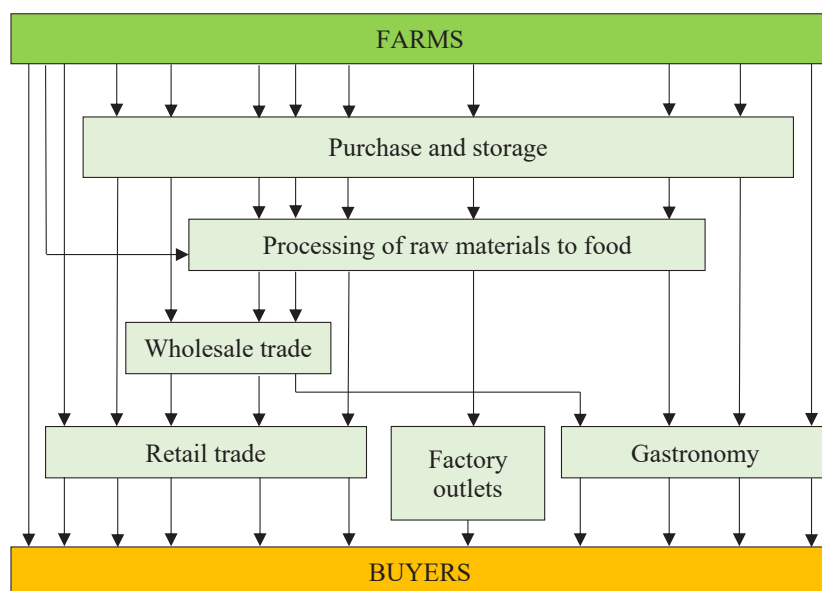 FARMS
Purchase and storage
Processing of raw materials to food
Wholesale trade
Retail trade
Factory
outlets
Gastronomy
BUYERS